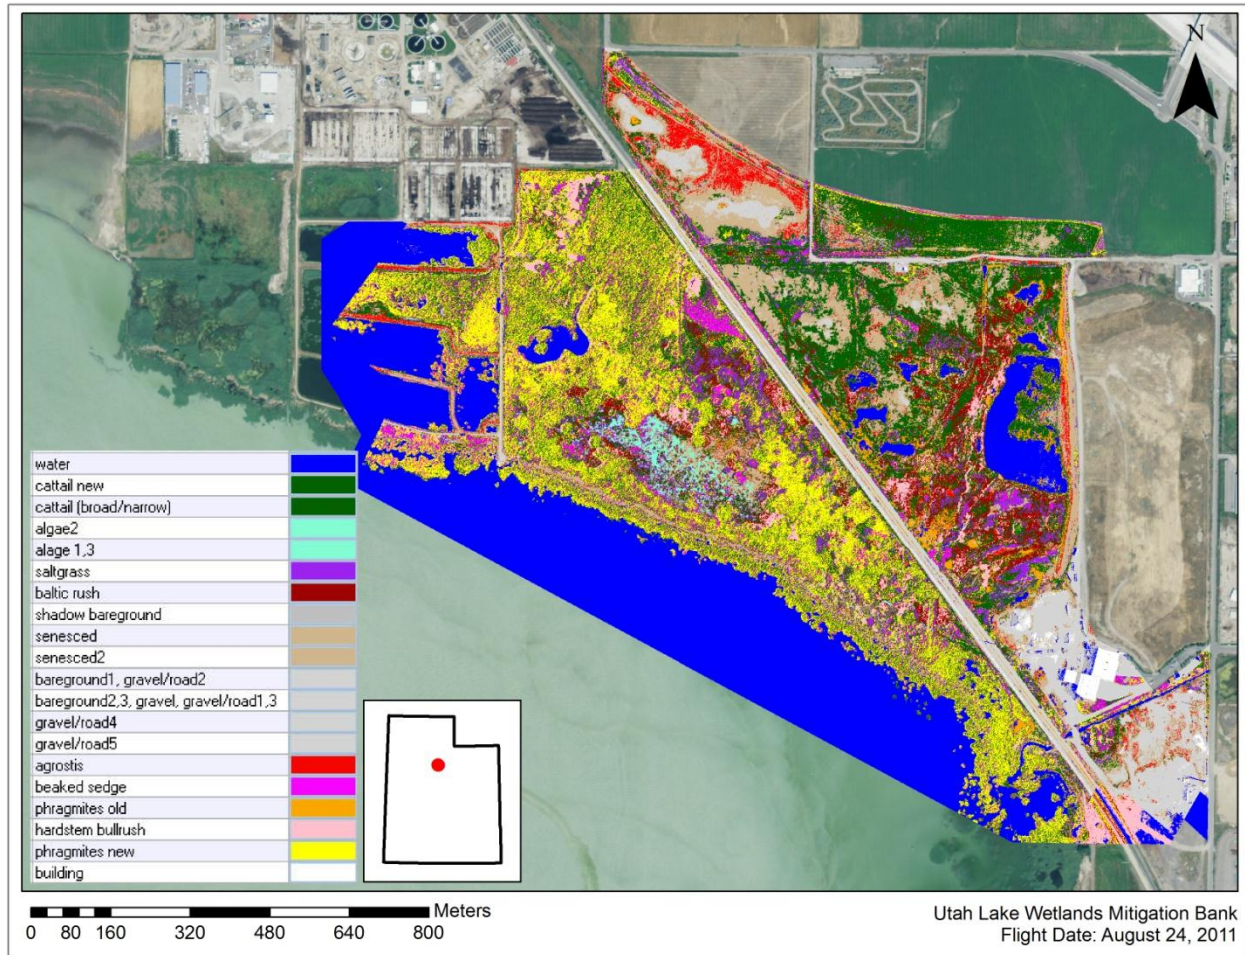 N
water
cattail new
cattail (broad/narrow)
algae2
alage 1,3
saltgrass
baltic rush
shadow bareground
senesced
senesced2
bareground1, gravel/road2
bareground2,3, gravel, gravel/road1,3
gravel/road4
gravel/road5
agrostis
beaked sedge
phragmites old
hardstem bullrush
phragmites new
building
Meters
0 80 160 320 480 640 800
Utah Lake Wetlands Mitigation Bank
Flight Date: August 24, 2011